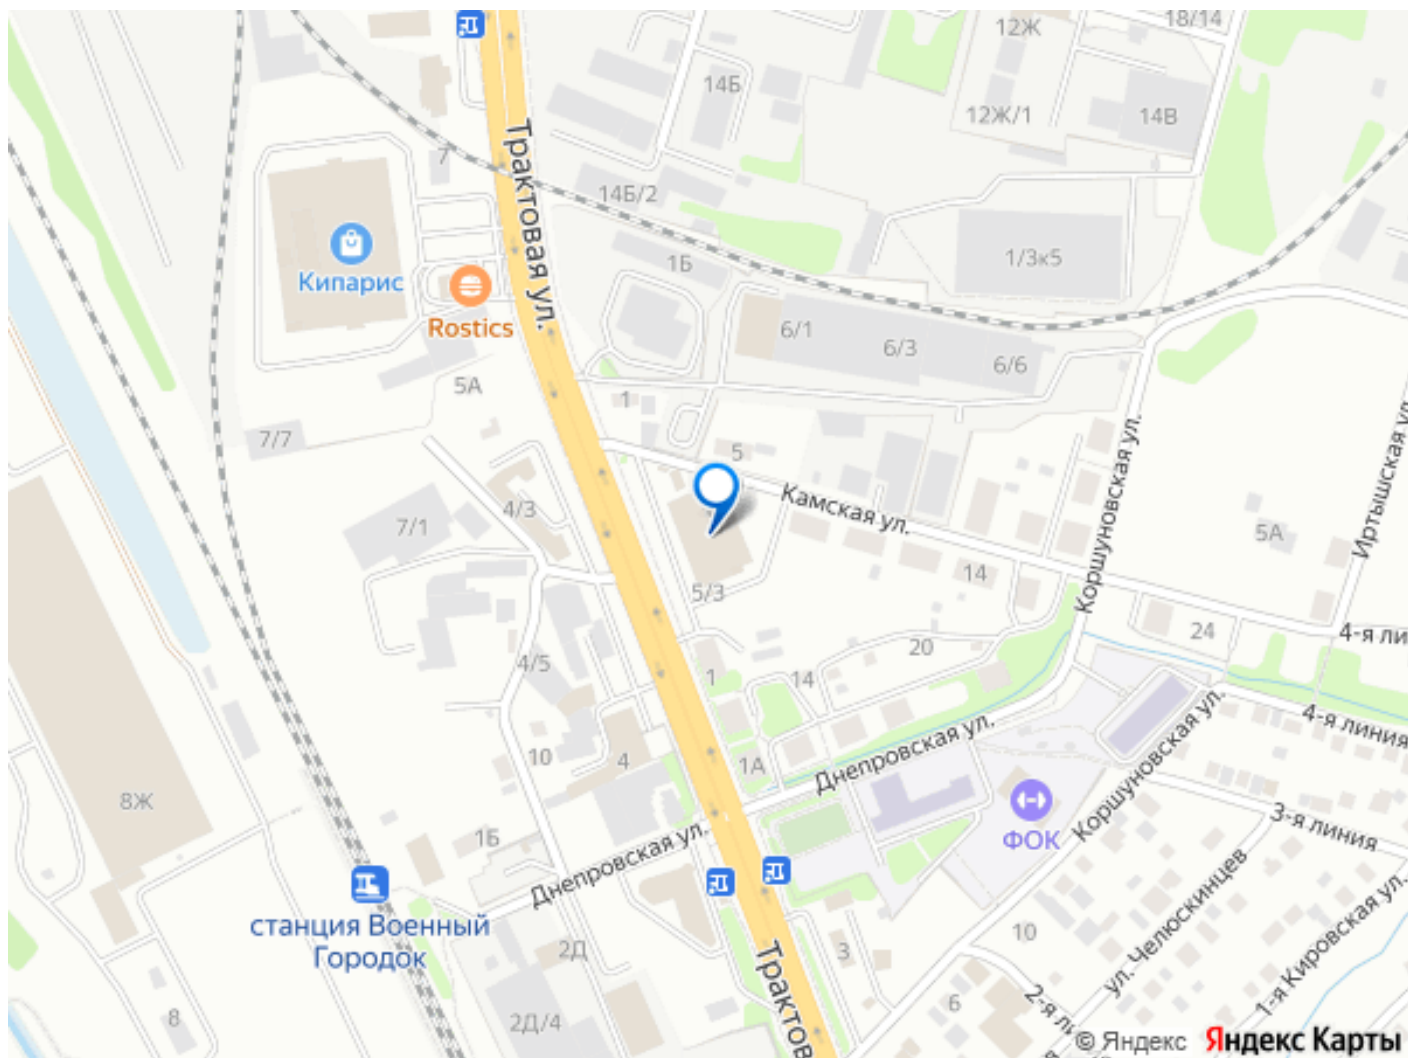 18/14
12Ж
14Б
12Ж/1
14В
Трактовая ул.
7
14Б/2
1Б
1/3к5
Кипарис
Rostics
6/1
6/3
6/6
5А
1
7/7
5
Коршуновская ул.
Иртышская ул.
4/3
7/1
Камская ул.
5А
14
5/3
24
4-я ли
20
4/5
1
14
4-я линия
Днепровская ул.
10
4
1А
8Ж
ФОК
Коршуновская ул.
3-я линия
1Б
Днепровская ул.
станция Военный
Городок
2Д
3
10
ул. Челюскинцев
1-я Кировская ул.
Трактов
6
2-я ли
8
2Д/4
© Яндекс Яндекс Карты